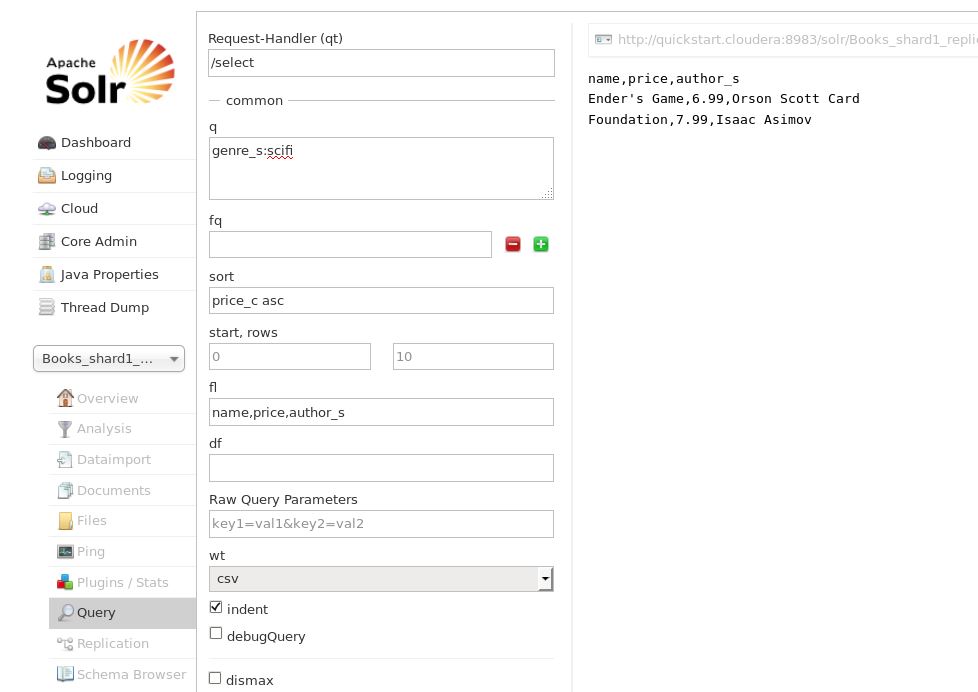 Apache
Solr
Dashboard
Logging
Cloud
Core Admin
Java Properties
Thread Dump
Books_shard1_...
Overview
Analysis
Dataimport
Documents
Files
Ping
Plugins / Stats
Query
Replication
Schema Browser
Request-Handler (qt)
/select
common
q
genre_s:scifi
fq
sort
price_c asc
start, rows
0 10
fl
name,price,author_s
df
Raw Query Parameters
key1=val1&key2=val2
wt
csv
indent
debugQuery
dismax
http://quickstart.cloudera:8983/solr/Books_shard1_repli
name,price,author_s
Ender's Game,6.99,Orson Scott Card
Foundation,7.99,Isaac Asimov